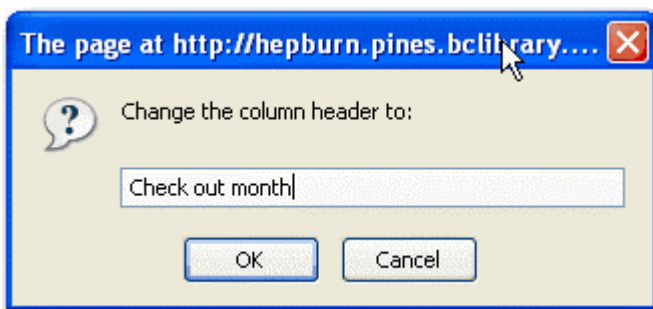 The page at http://hepburn.pines.bclibrary....
Change the column header to:
Check out month
OK
Cancel